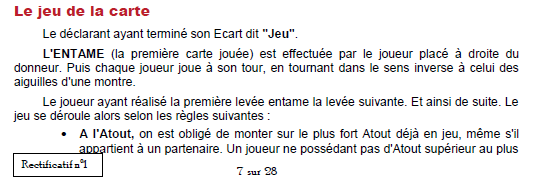 Le jeu de la carte
Le déclarant ayant terminé son Ecart dit "Jeu".
L'ENTAME (la première carte jouée) est effectuée par le joueur placé à droite du
donneur. Puis chaque joueur joue à son tour, en tournant dans le sens inverse à celui des
aiguilles d'une montre.
Le joueur ayant réalisé la première levée entame la levée suivante. Et ainsi de suite. Le
jeu se déroule alors selon les règles suivantes :
• A l'Atout, on est obligé de monter sur le plus fort Atout déjà en jeu, même s'il
appartient à un partenaire. Un joueur ne possédant pas d'Atout supérieur au plus
Rectificatif n°1
7 sur 28